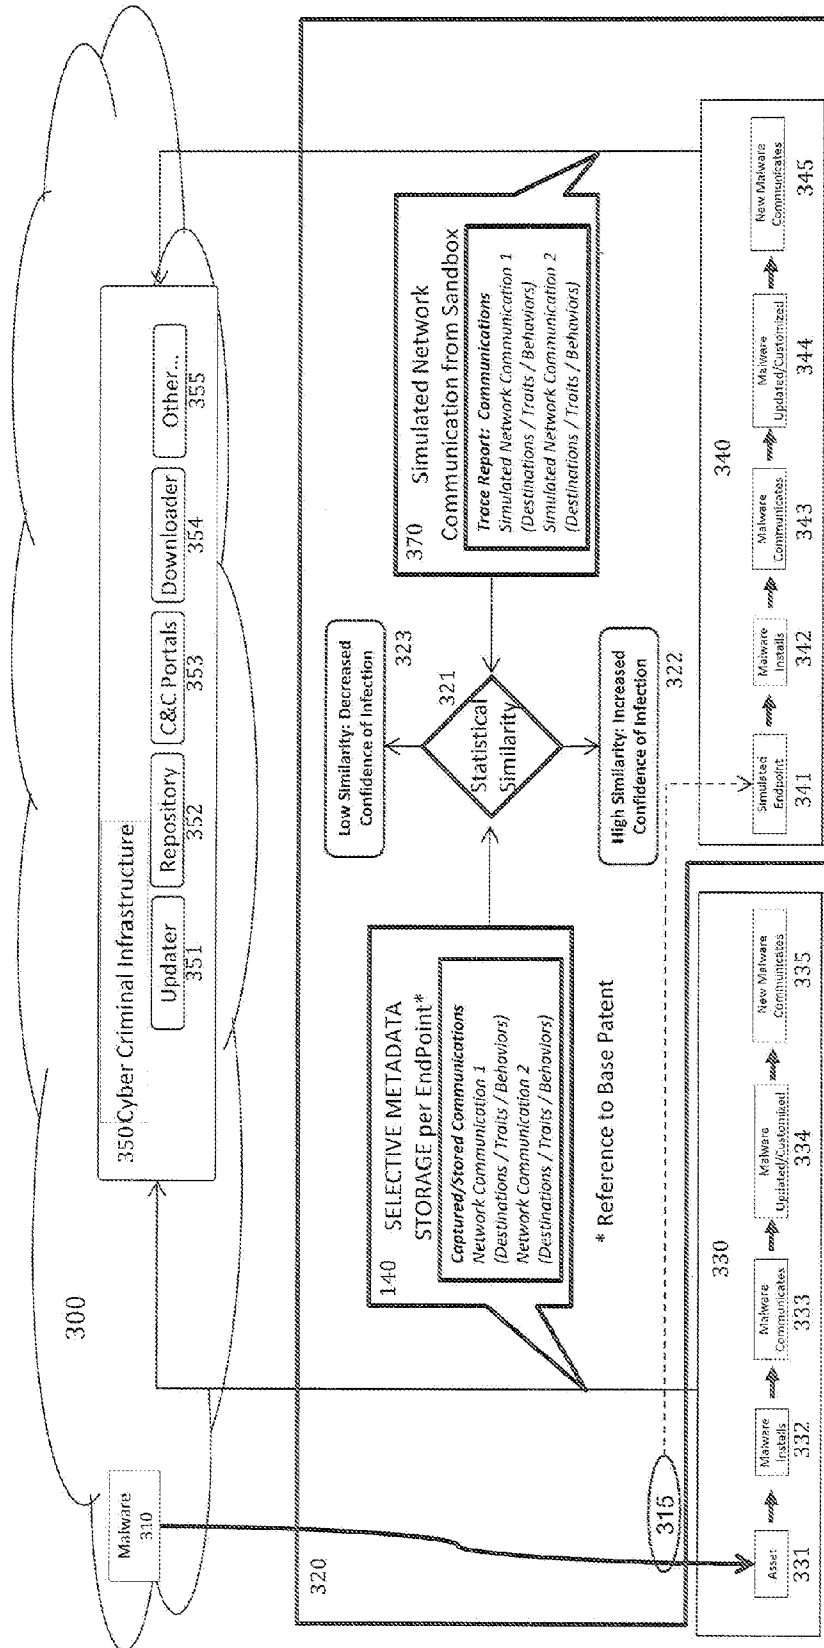 300
Malware
310
350 Cyber Criminal Infrastructure
Updater
351
Repository
352
C&C Portals
353
Downloader
354
Other...
355
320
140 SELECTIVE METADATA
STORAGE per EndPoint*
Captured/Stored Communications
Network Communication 1
(Destinations / Traits / Behaviors)
Network Communication 2
(Destinations / Traits / Behaviors)
* Reference to Base Patent
Low Similarity: Decreased
Confidence of Infection
323
321
Statistical
Similarity
High Similarity: Increased
Confidence of Infection
322
370 Simulated Network
Communication from Sandbox
Trace Report: Communications
Simulated Network Communication 1
(Destinations / Traits / Behaviors)
Simulated Network Communication 2
(Destinations / Traits / Behaviors)
315
330
Asset
331
Malware
Installs
332
Malware
Communicates
333
Malware
Updated/Customized
334
New Malware
Communicates
335
340
Simulated
Endpoint
341
Malware
Installs
342
Malware
Communicates
343
Malware
Updated/Customized
344
New Malware
Communicates
345